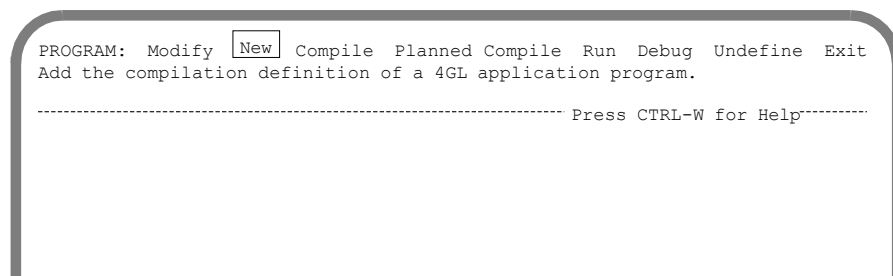 PROGRAM: Modify New Compile Planned Compile Run Debug Undefine Exit
Add the compilation definition of a 4GL application program.
Press CTRL-W for Help